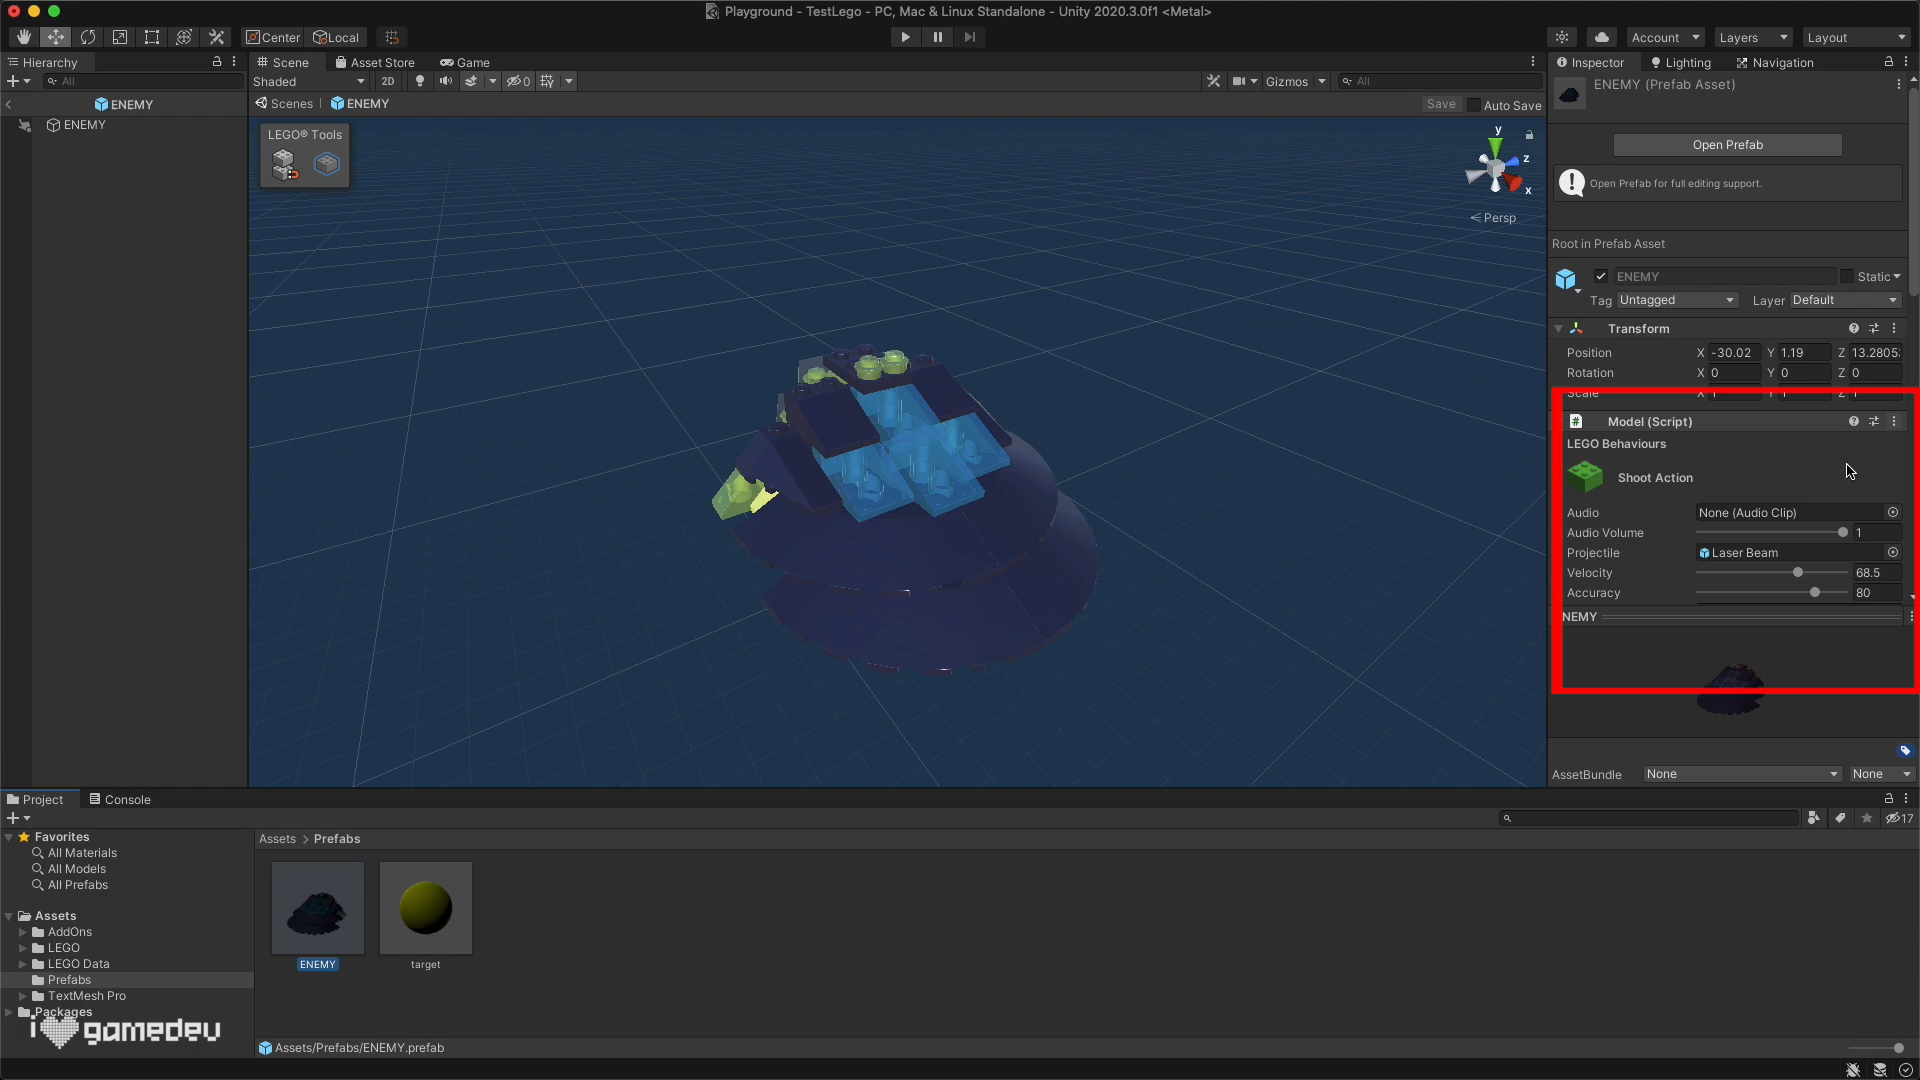 Playground - TestLego - PC, Mac & Linux Standalone - Unity 2020.3.0f1 <Metal>
Center
Local
Account
Layers
Layout
Hierarchy
All
ENEMY
ENEMY
Scene
Asset Store
Game
Shaded
2D
0
Gizmos
All
Scenes
ENEMY
Save
Auto Save
LEGO® Tools
y
z
x
Persp
Inspector
Lighting
Navigation
ENEMY (Prefab Asset)
Open Prefab
Open Prefab for full editing support.
Root in Prefab Asset
ENEMY
Static
Tag Untagged
Layer Default
Transform
Position X -30.02 Y 1.19 Z 13.2805
Rotation X 0 Y 0 Z 0
Scale X 1 Y 1 Z 1
Model (Script)
LEGO Behaviours
Shoot Action
Audio None (Audio Clip)
Audio Volume 1
Projectile Laser Beam
Velocity 68.5
Accuracy 80
NEMY
AssetBundle None None
Project
Console
17
Favorites
All Materials
All Models
All Prefabs
Assets
AddOns
LEGO
LEGO Data
Prefabs
TextMesh Pro
Packages
i gamedev
Assets > Prefabs
ENEMY
target
Assets/Prefabs/ENEMY.prefab